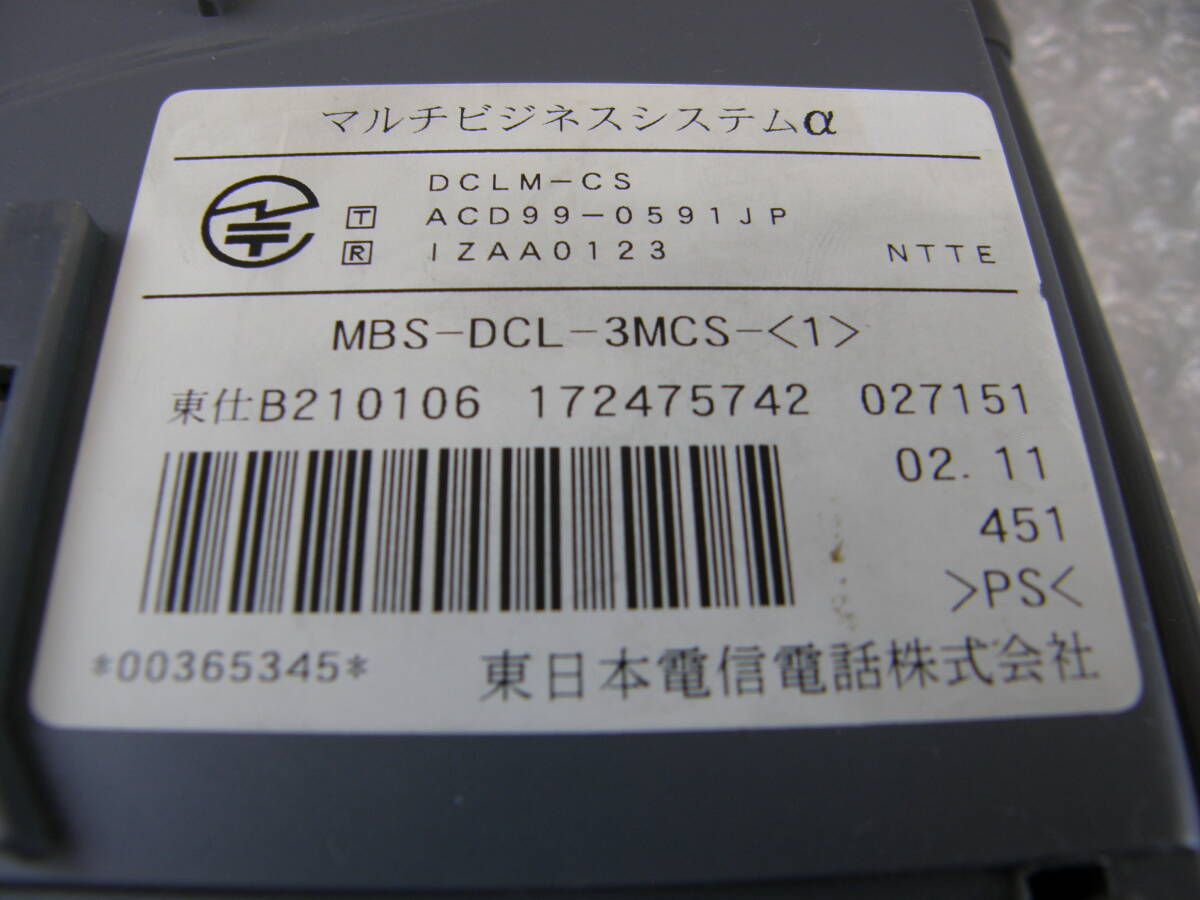 マルチビジネスシステムα
DCLM-CS
T ACD99-0591JP
R IZAA0123 NTTE
MBS-DCL-3MCS-<1>
東仕B210106 172475742 027151
02.11
451
>PS<
*00365345* 東日本電信電話株式会社